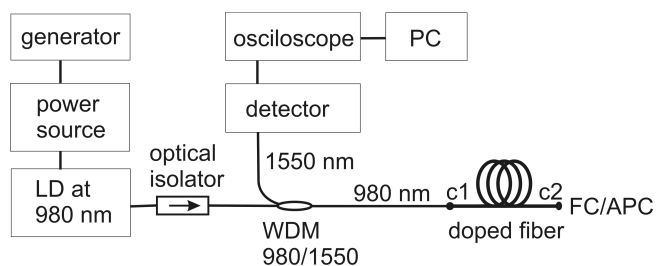 generator
osciloscope
PC
power
source
detector
optical
isolator
1550 nm
LD at
980 nm
980 nm
c1
c2
FC/APC
WDM
980/1550
doped fiber